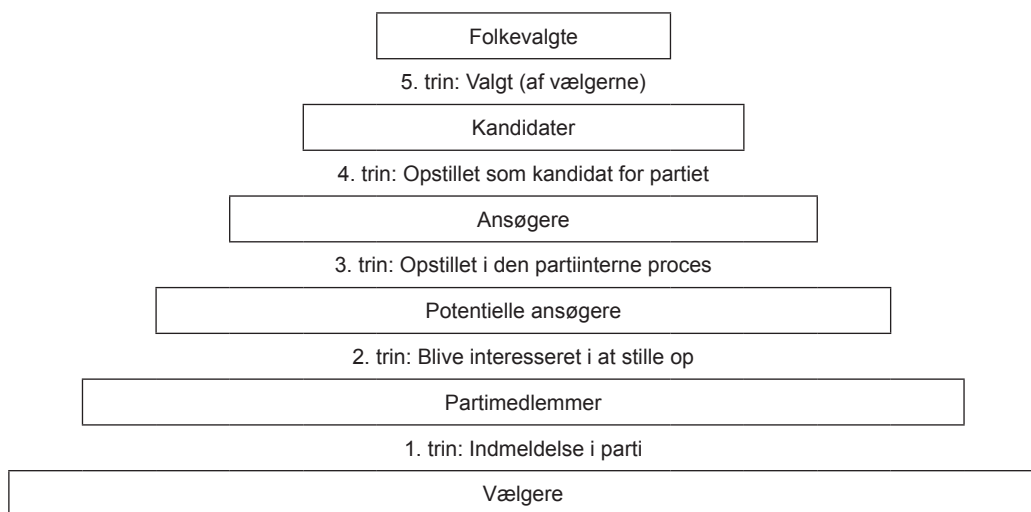 Folkevalgte
5. trin: Valgt (af vælgerne)
Kandidater
4. trin: Opstillet som kandidat for partiet
Ansøgere
3. trin: Opstillet i den partiinterne proces
Potentielle ansøgere
2. trin: Blive interesseret i at stille op
Partimedlemmer
1. trin: Indmeldelse i parti
Vælgere